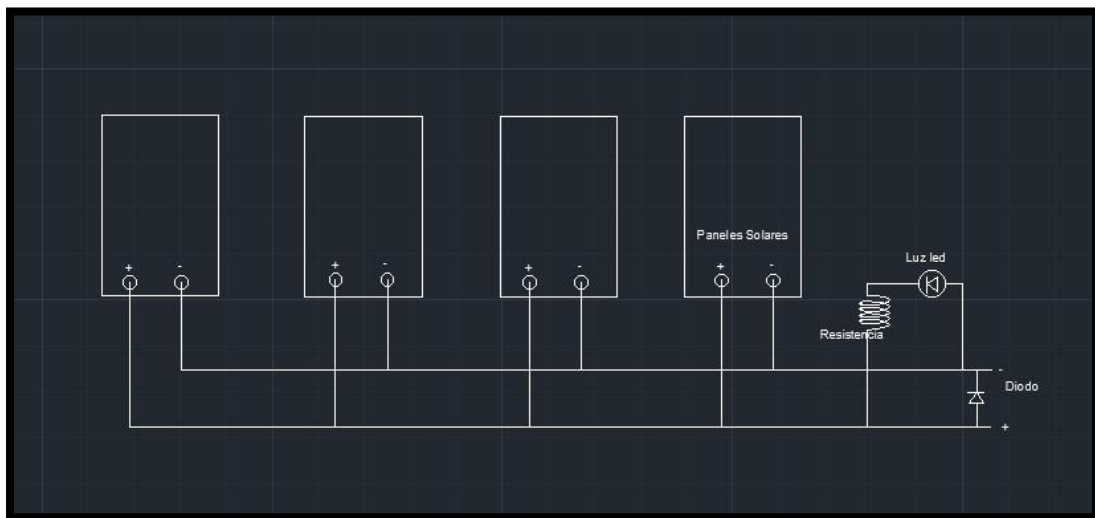 + -
+ -
+ -
+ -
Paneles Solares
Luz led
Resistencia
-
Diodo
+